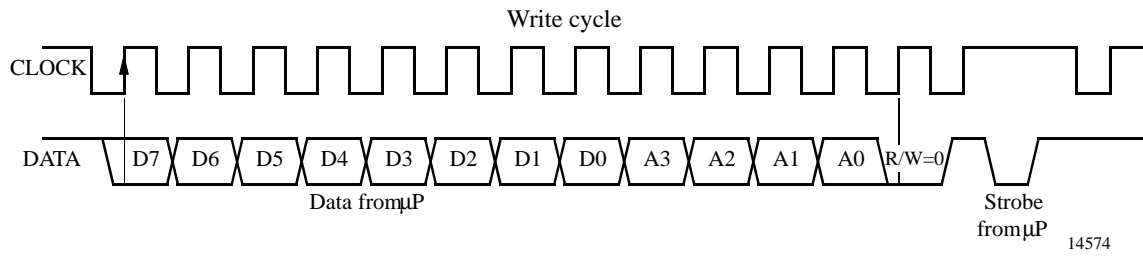 Write cycle
CLOCK
DATA D7 D6 D5 D4 D3 D2 D1 D0 A3 A2 A1 A0 R/W=0
Data fromμP
Strobe
fromμP
14574